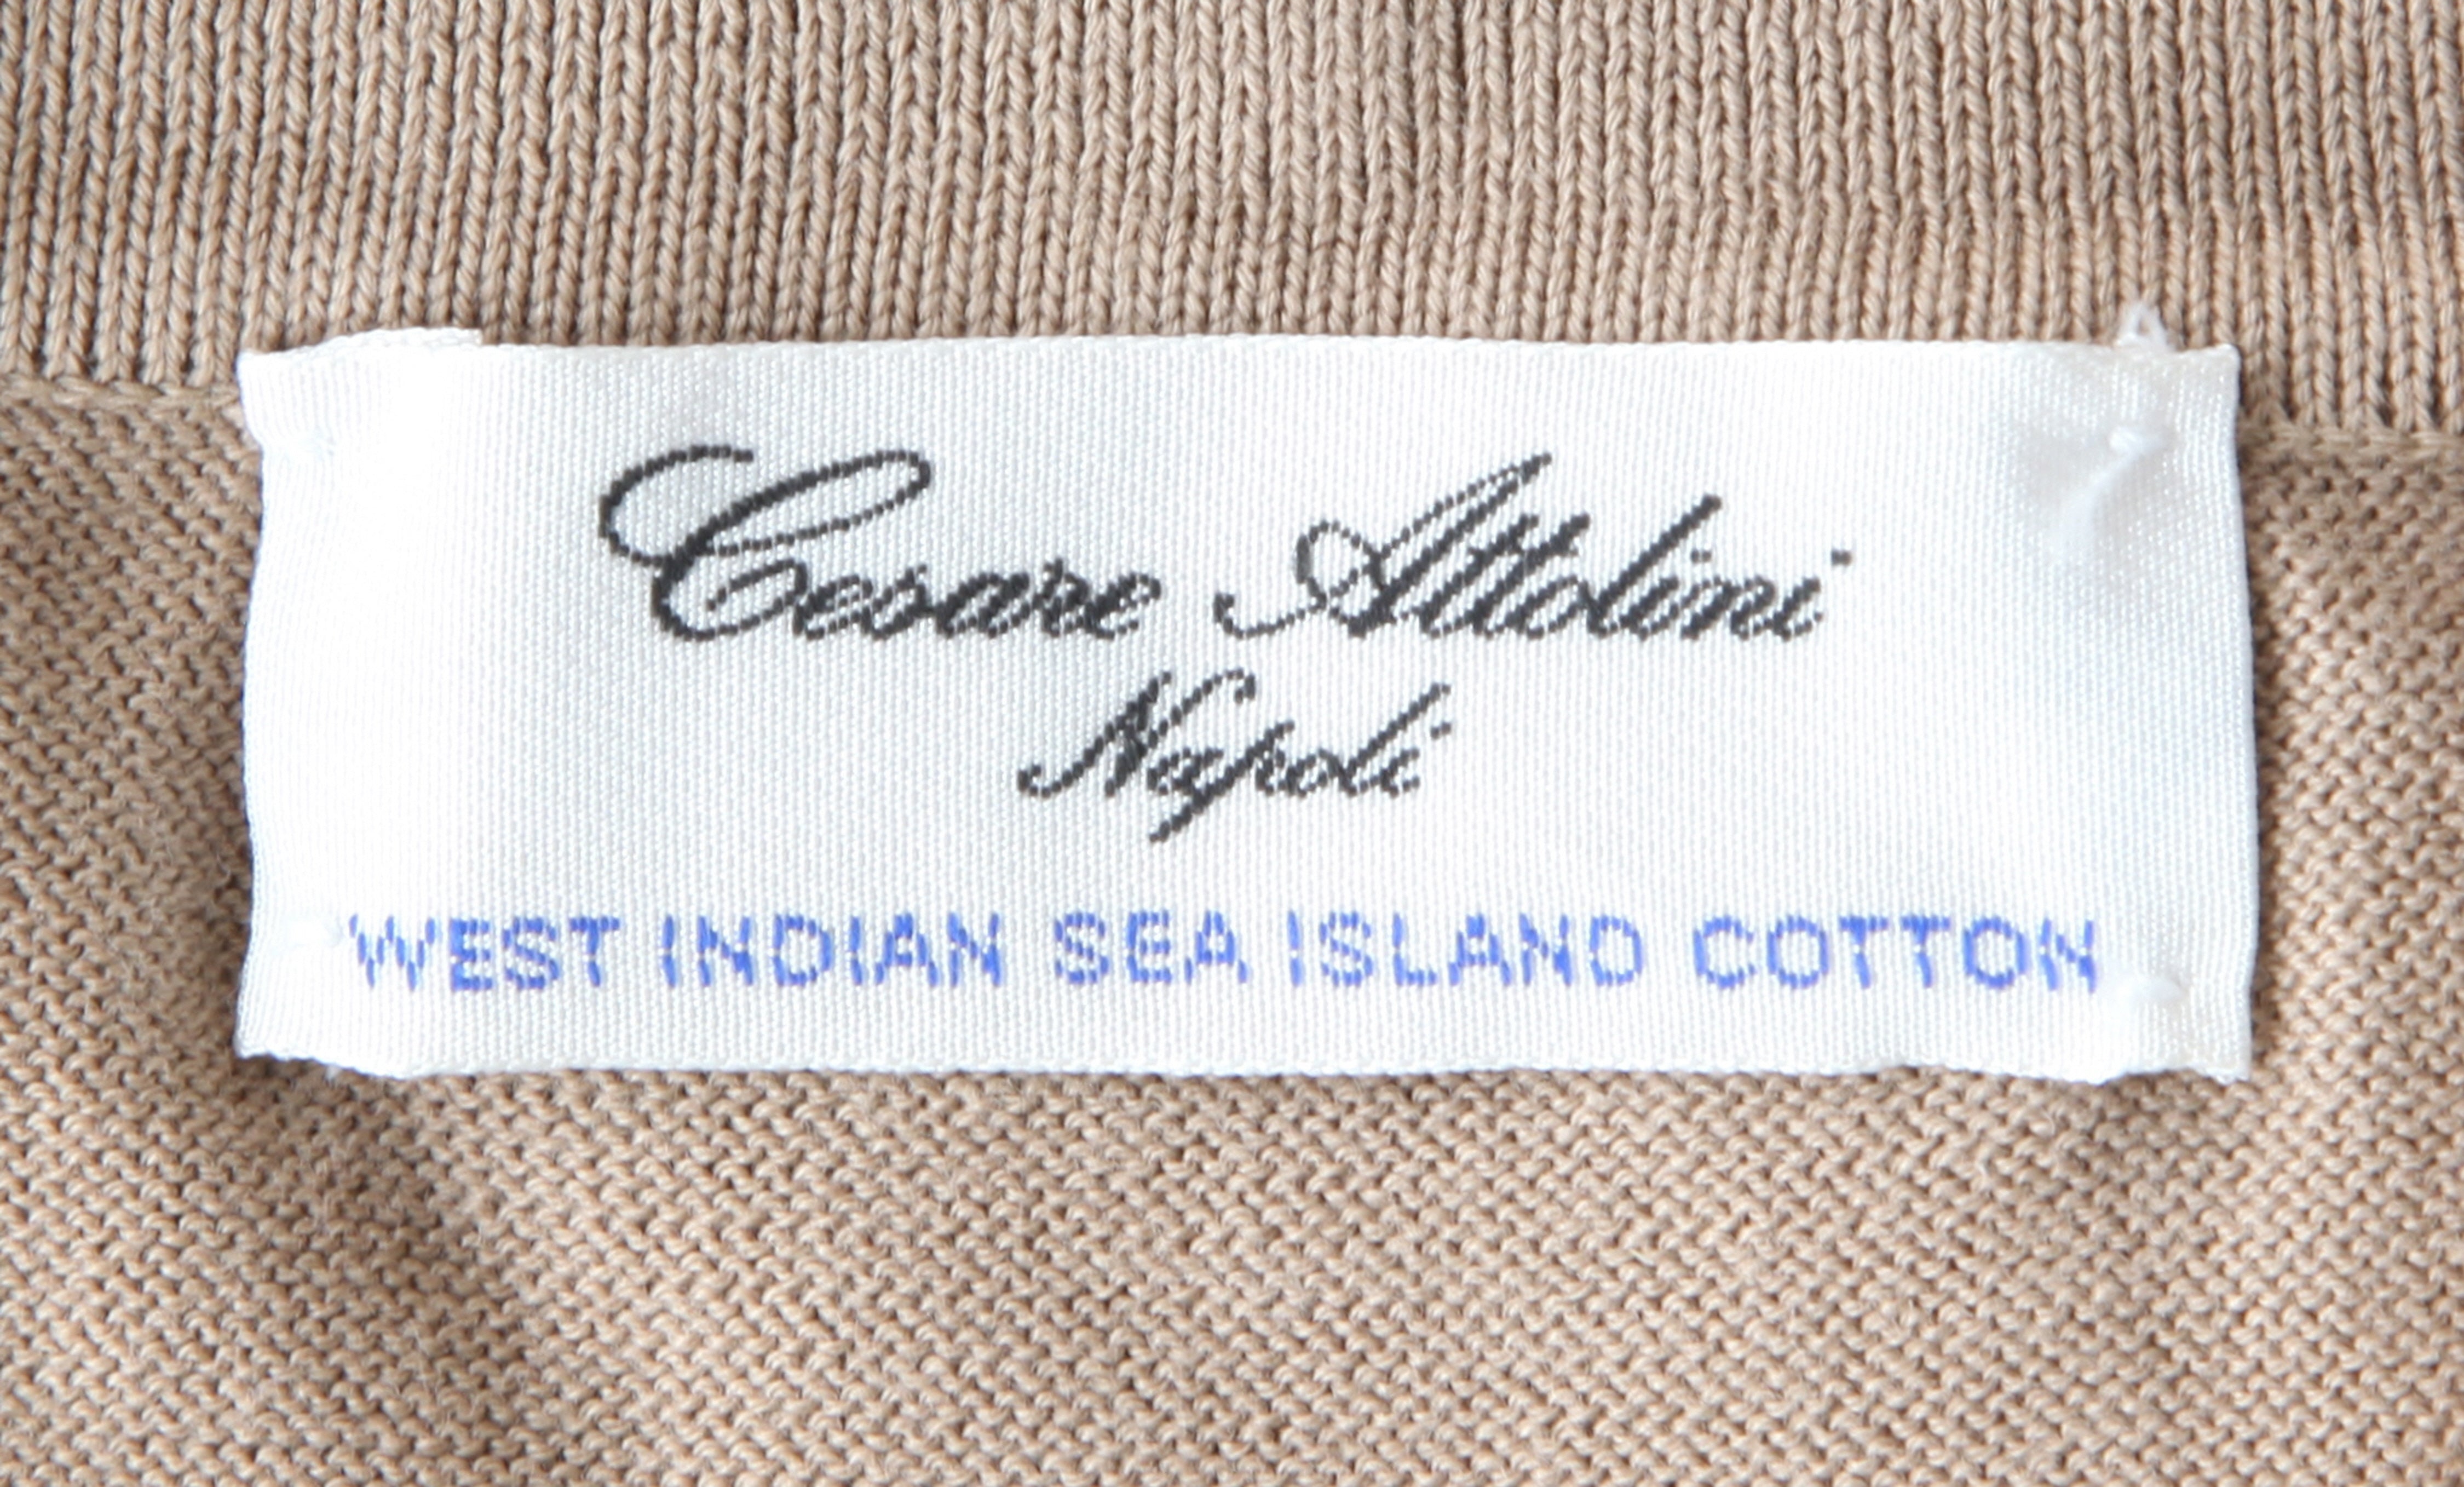 Cesare Attolini
Napoli
WEST INDIAN SEA ISLAND COTTON